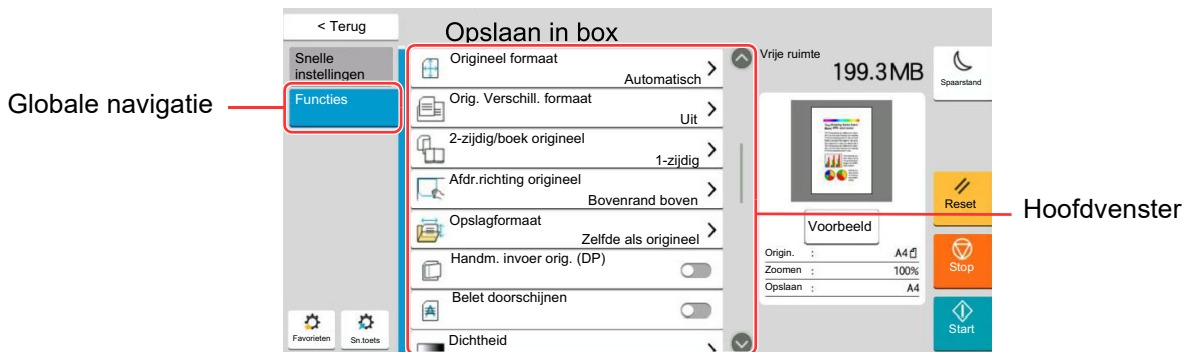 < Terug
Opslaan in box
Snelle
instellingen
Functies
Globale navigatie
Origineel formaat
Automatisch
Orig. Verschill. formaat
Uit
2-zijdig/boek origineel
1-zijdig
Afdr.richting origineel
Bovenrand boven
Opslagformaat
Zelfde als origineel
Handm. invoer orig. (DP)
Belet doorschijnen
Dichtheid
Vrije ruimte
199.3MB
Voorbeeld
Origin. : A4
Zoomen : 100%
Opslaan : A4
Spaarstand
Reset
Stop
Start
Hoofdvenster
Favorieten
Sn.toets